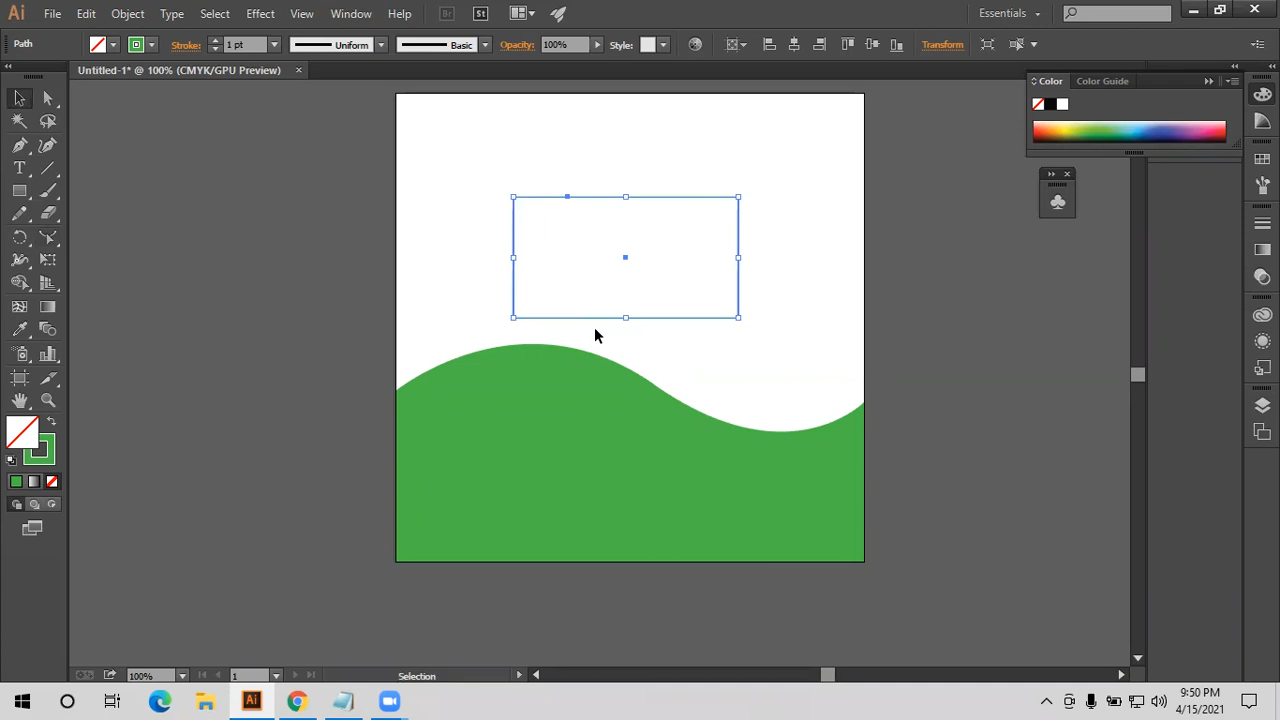 Ai File Edit Object Type Select Effect View Window Help Br St Essentials
Path Stroke: 1 pt Uniform Basic Opacity: 100% Style: Transform
Untitled-1* @ 100% (CMYK/GPU Preview) ×
Color Color Guide
T
100% 1 Selection
Ai 9:50 PM
4/15/2021